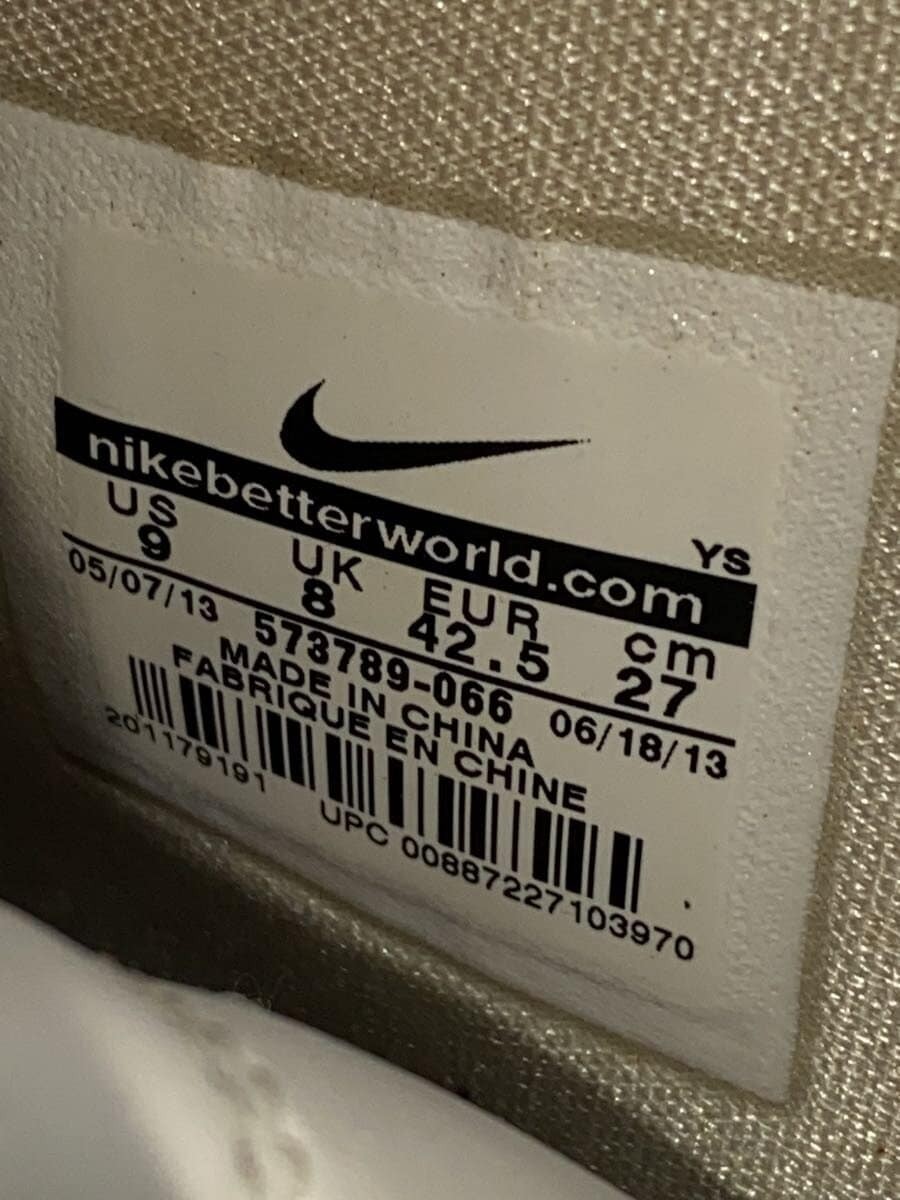 nikebetterworld.com
YS
US UK EUR cm
9 8 42.5 27
05/07/13 573789-066 06/18/13
MADE IN CHINA
FABRIQUE EN CHINE
201179191
UPC 00887227103970